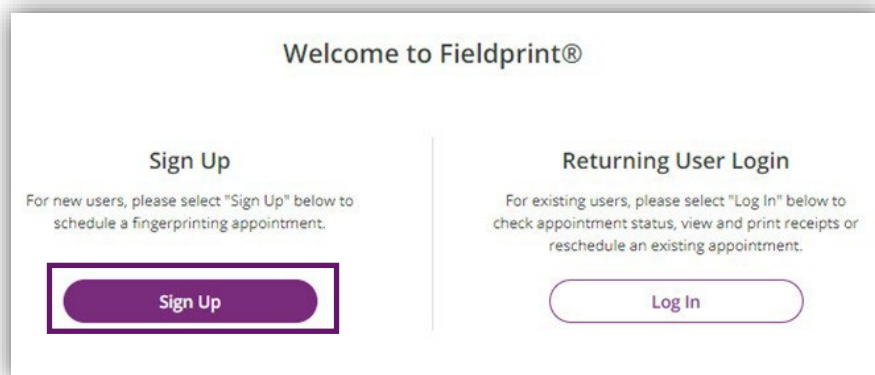 Welcome to Fieldprint®
Sign Up
For new users, please select "Sign Up" below to
schedule a fingerprinting appointment.
Sign Up
Returning User Login
For existing users, please select "Log In" below to
check appointment status, view and print receipts or
reschedule an existing appointment.
Log In